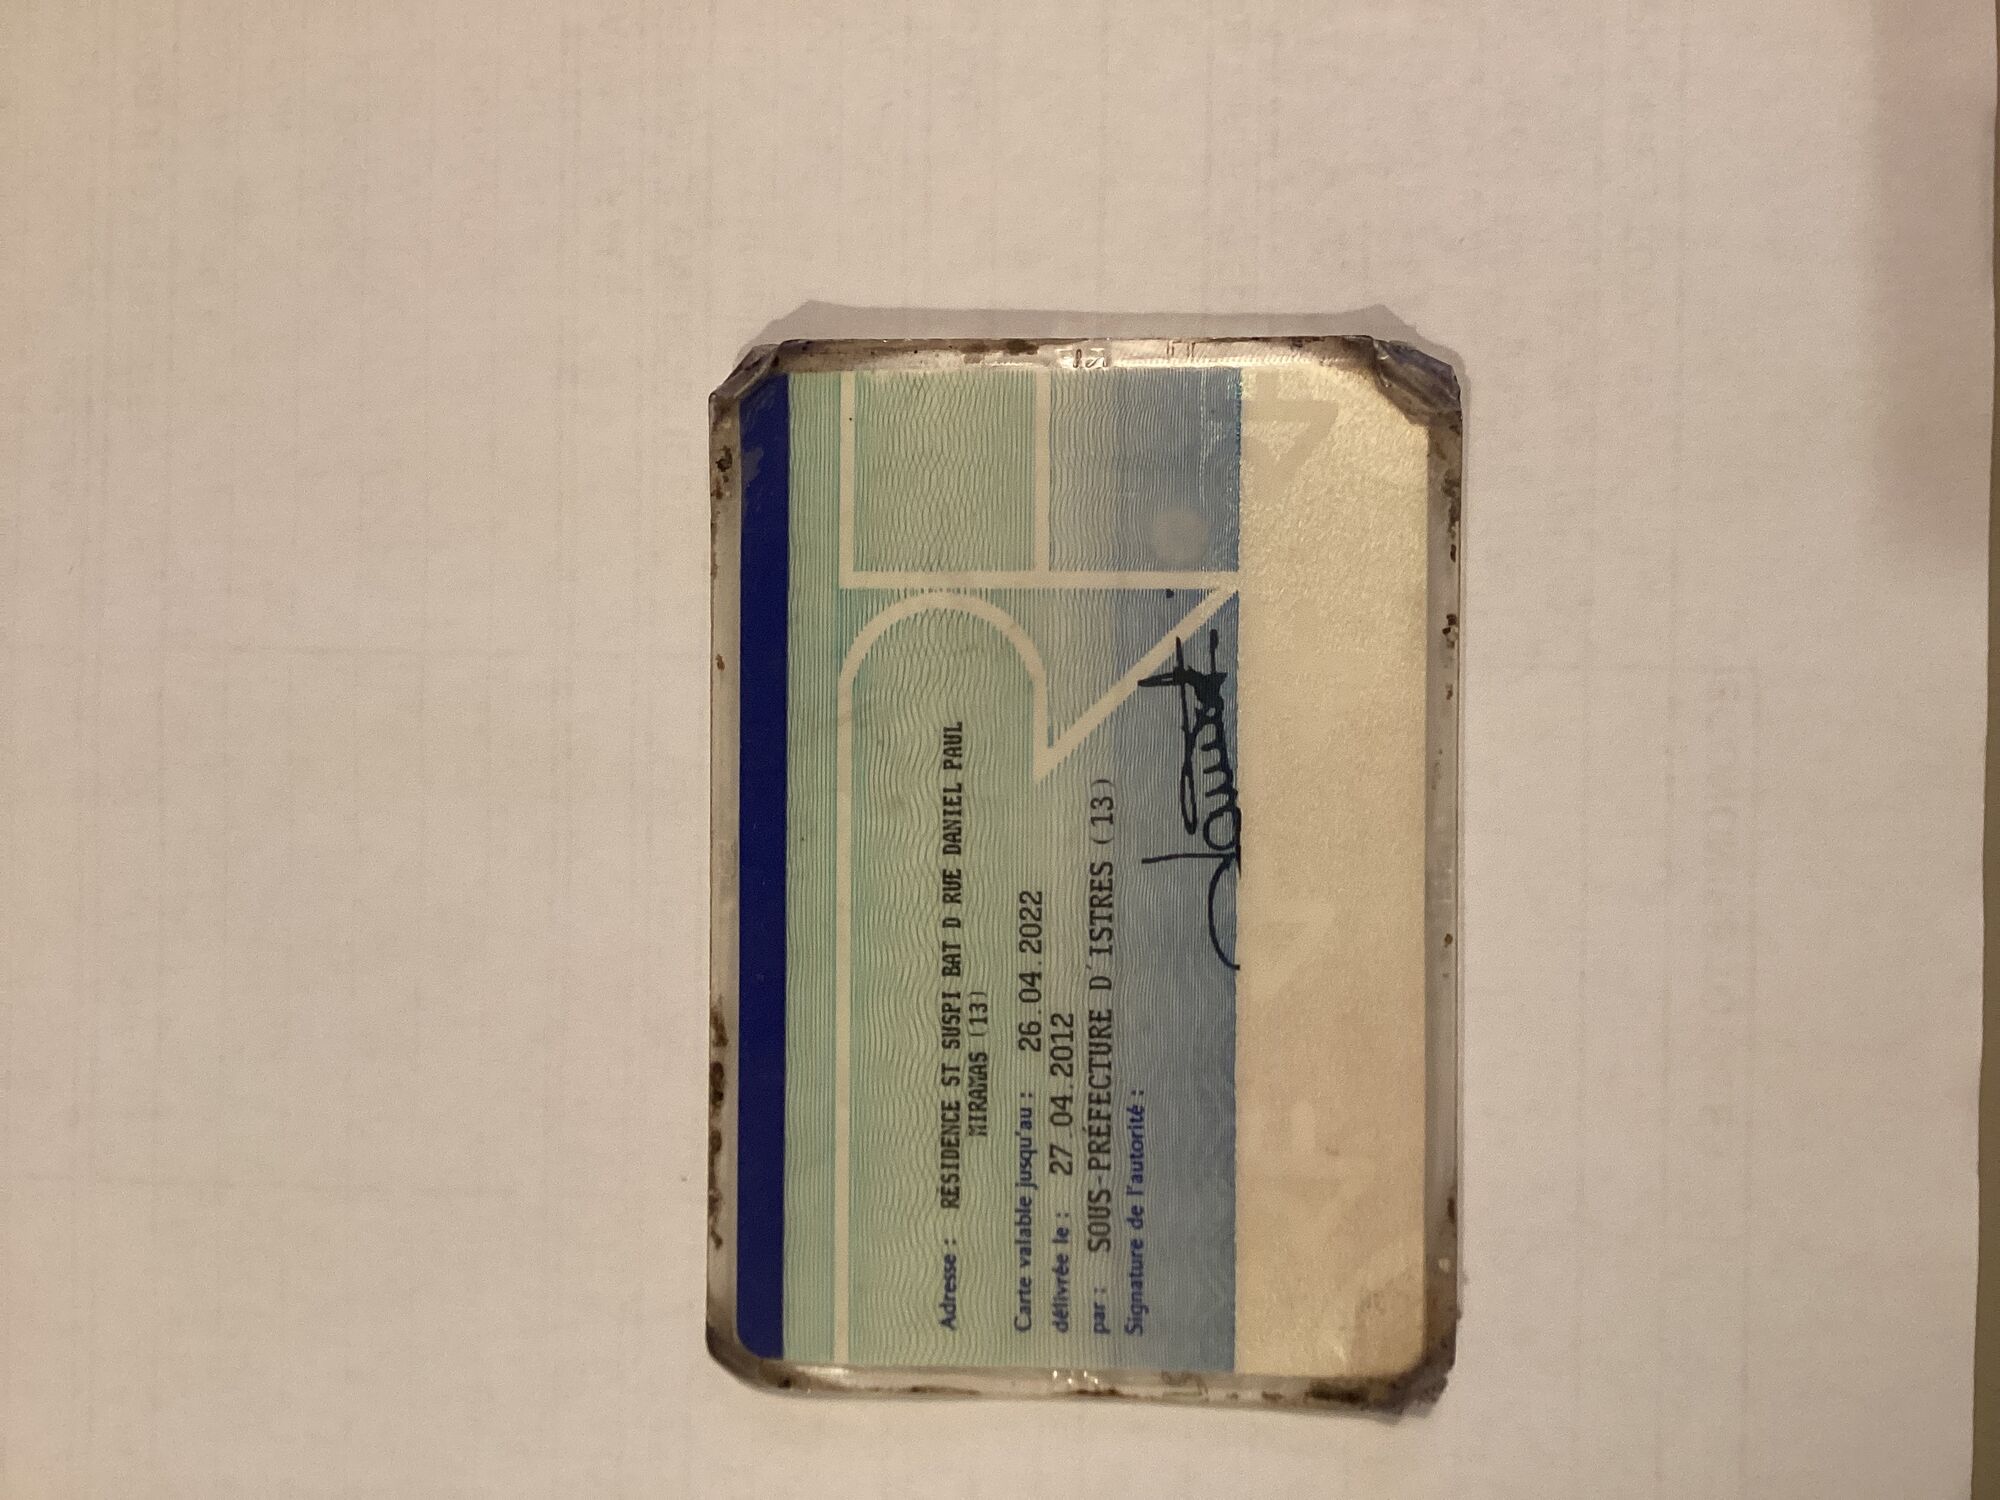 Adresse : RÉSIDENCE ST SUSPI BAT D RUE DANIEL PAUL
MIRAMAS (13)
Carte valable jusqu'au : 26.04.2022
délivrée le : 27.04.2012
par : SOUS-PRÉFECTURE D'ISTRES (13)
Signature de l'autorité :